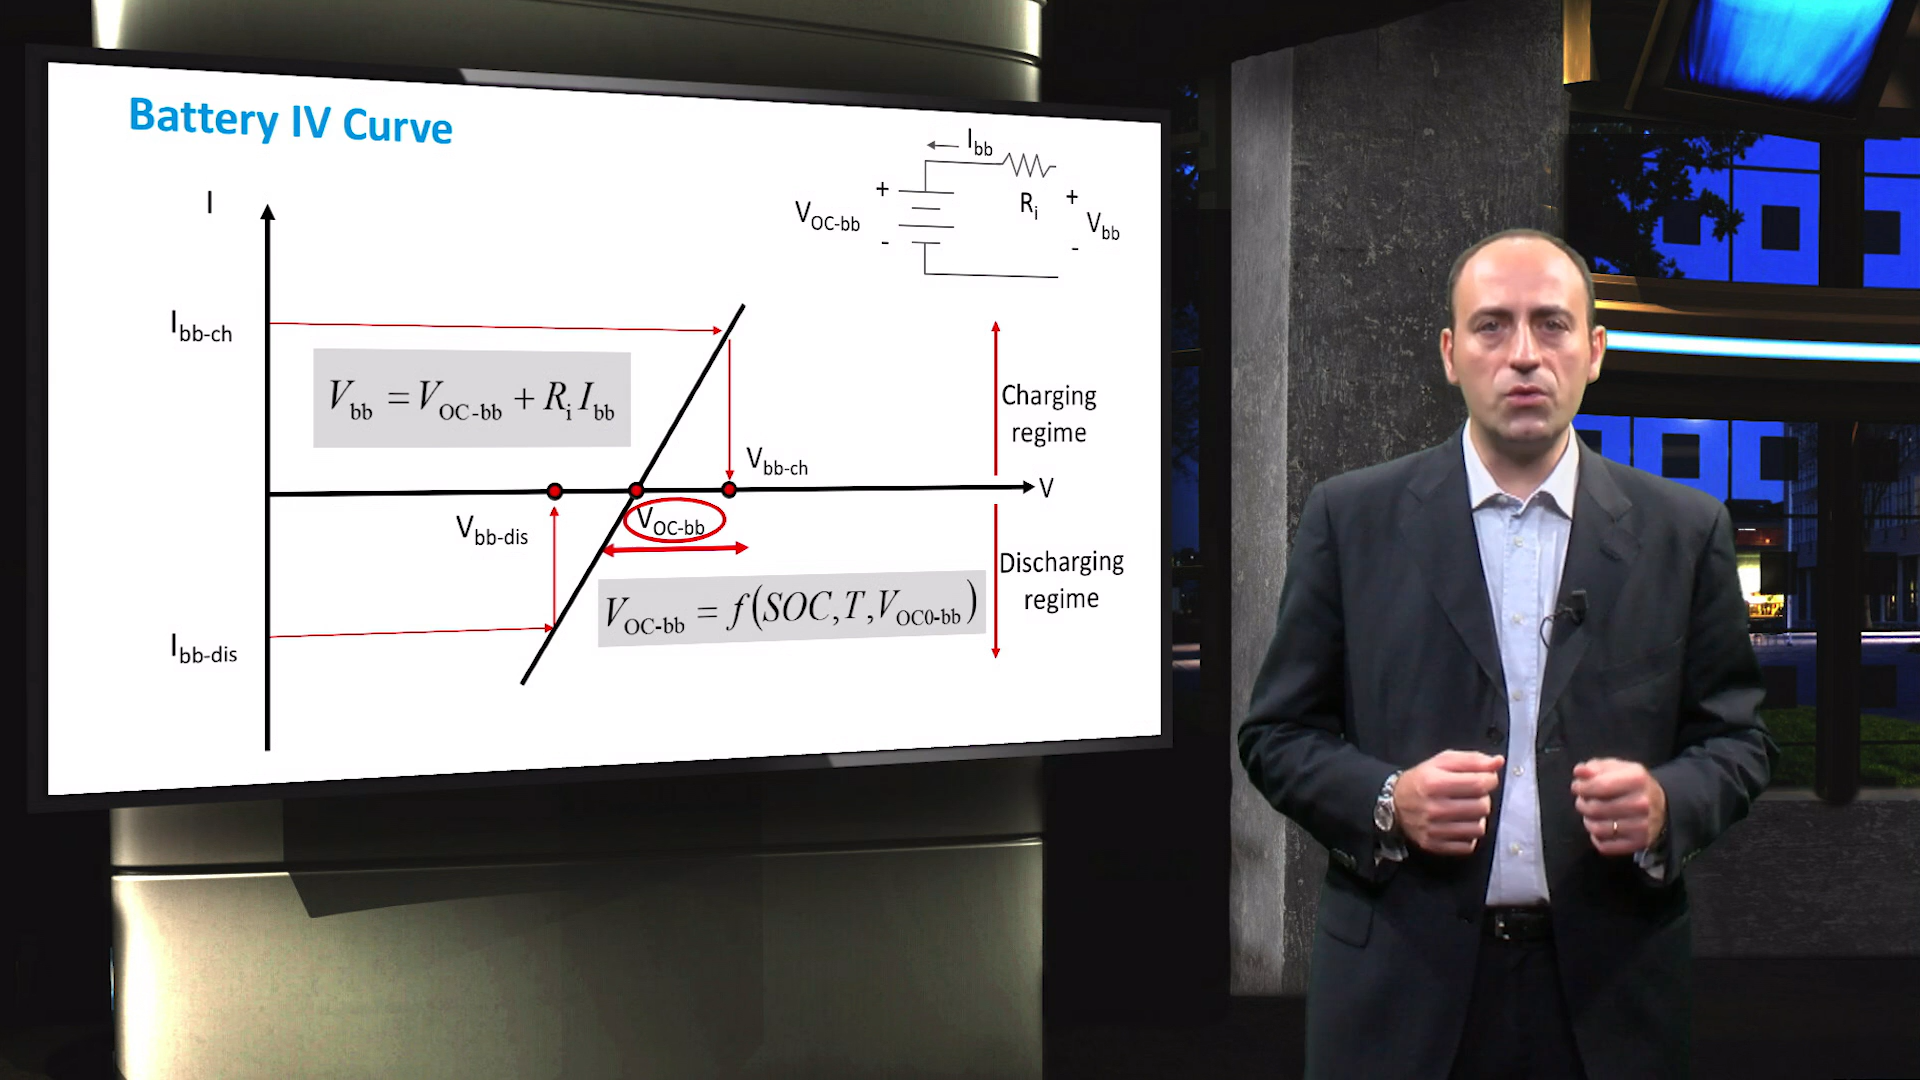 Battery IV Curve
I
I_bb
+
+
V_OC-bb
R_i
V_bb
-
-
I_bb-ch
V_bb = V_OC-bb + R_i I_bb
Charging
regime
V_bb-ch
V
V_bb-dis
V_OC-bb
Discharging
regime
V_OC-bb = f(SOC,T,V_OC0-bb)
I_bb-dis